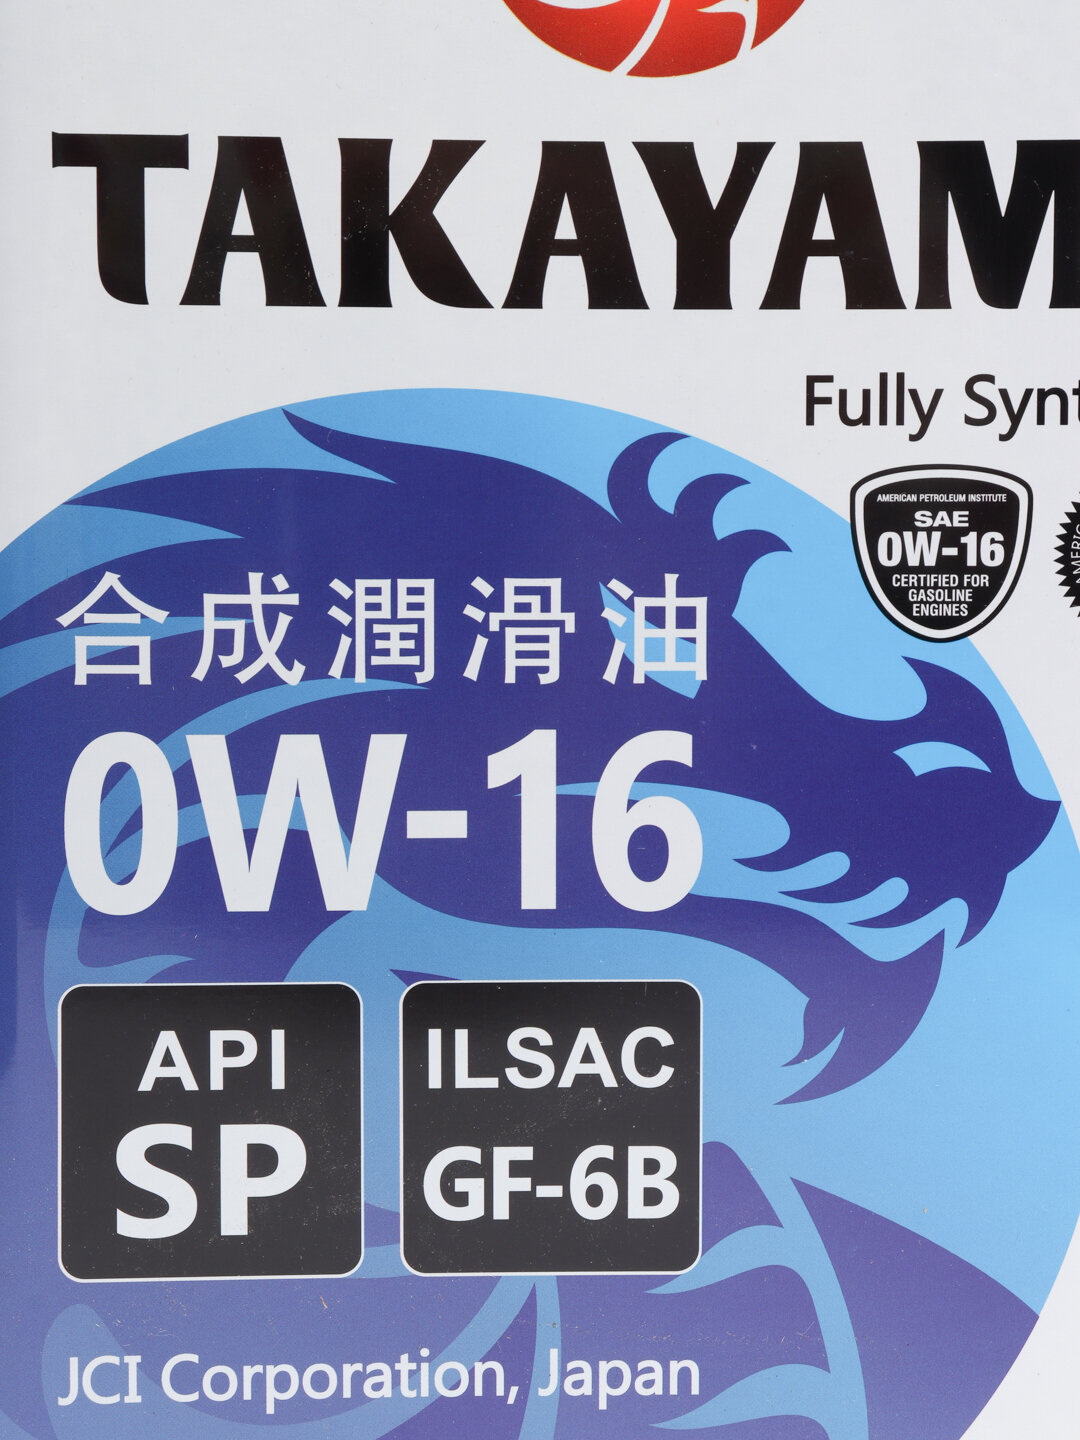 TAKAYAM
Fully Synt
AMERICAN PETROLEUM INSTITUTE
SAE
0W-16
CERTIFIED FOR
GASOLINE
ENGINES
合成潤滑油
0W-16
API
SP
ILSAC
GF-6B
JCI Corporation, Japan